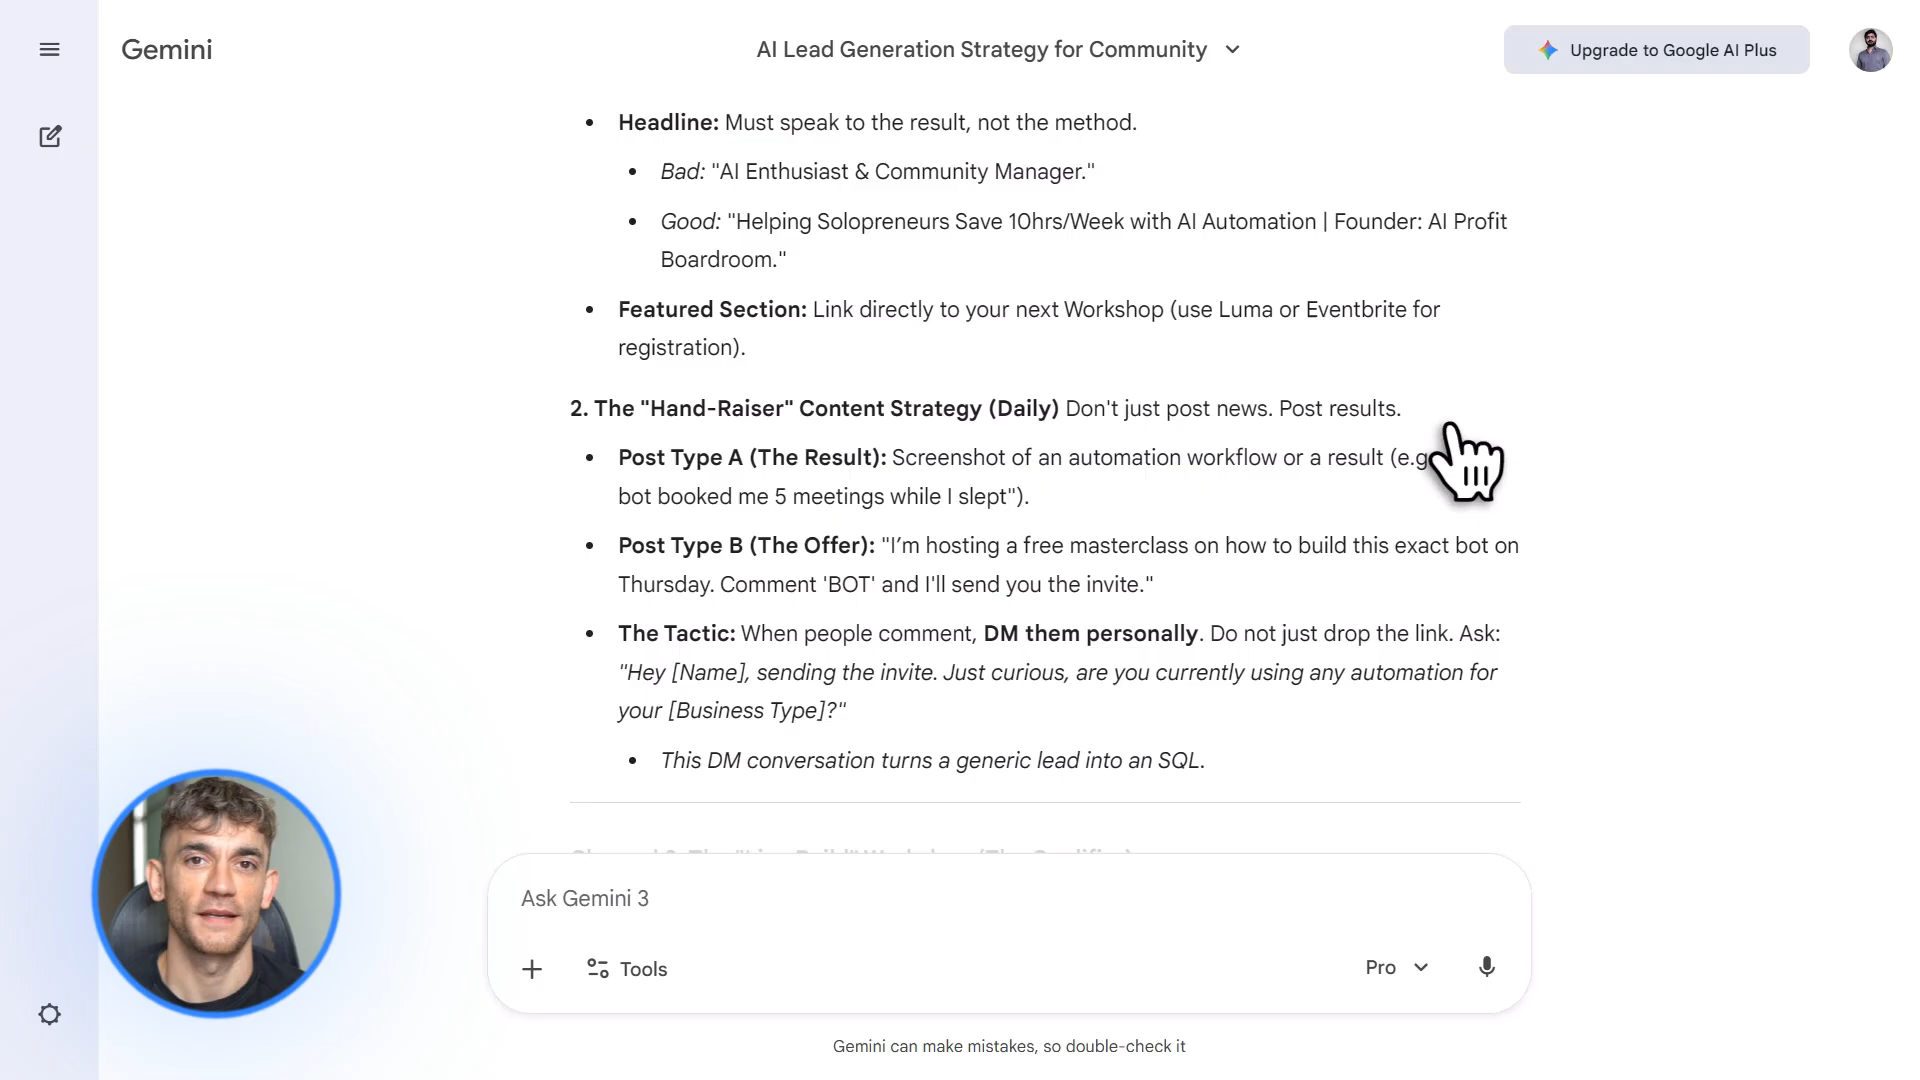 Gemini
AI Lead Generation Strategy for Community
Upgrade to Google AI Plus
Headline: Must speak to the result, not the method.
Bad: "AI Enthusiast & Community Manager."
Good: "Helping Solopreneurs Save 10hrs/Week with AI Automation | Founder: AI Profit
Boardroom."
Featured Section: Link directly to your next Workshop (use Luma or Eventbrite for
registration).
2. The "Hand-Raiser" Content Strategy (Daily) Don't just post news. Post results.
Post Type A (The Result): Screenshot of an automation workflow or a result (e.g
bot booked me 5 meetings while I slept").
Post Type B (The Offer): "I’m hosting a free masterclass on how to build this exact bot on
Thursday. Comment 'BOT' and I'll send you the invite."
The Tactic: When people comment, DM them personally. Do not just drop the link. Ask:
"Hey [Name], sending the invite. Just curious, are you currently using any automation for
your [Business Type]?"
This DM conversation turns a generic lead into an SQL.
Ask Gemini 3
Tools
Pro
Gemini can make mistakes, so double-check it